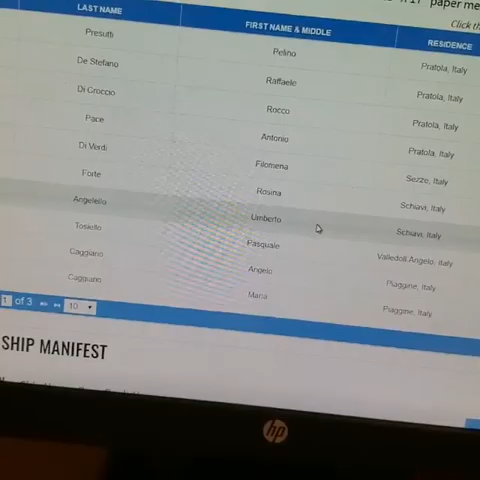 paper me
Click th
LAST NAME FIRST NAME & MIDDLE RESIDENCE
Presutti Pelino Pratola, Italy
De Stefano Raffaele Pratola, Italy
Di Croccio Rocco Pratola, Italy
Pace Antonio Pratola, Italy
Di Verdi Filomena Sezze, Italy
Forte Rosina Schiavi, Italy
Angelello Umberto Schiavi, Italy
Tosiello Pasquale Valledoll.Angelo, Italy
Caggiano Angelo Piaggine, Italy
Caggiano Maria Piaggine, Italy
1 of 3 10
SHIP MANIFEST
hp